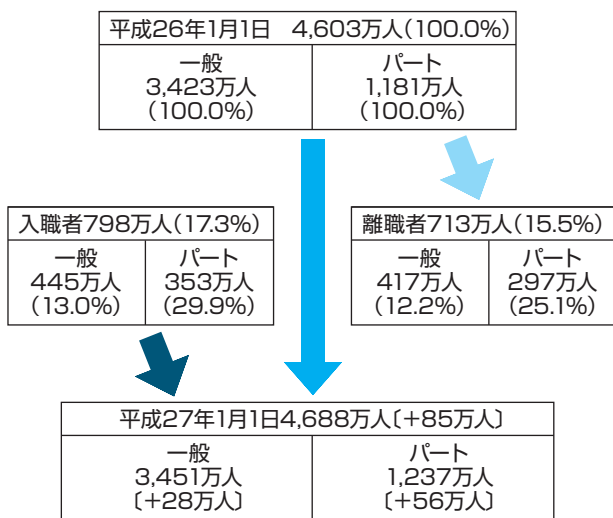 平成26年1月1日　4,603万人(100.0%)
一般
3,423万人
(100.0%)
パート
1,181万人
(100.0%)
入職者798万人(17.3%)
一般
445万人
(13.0%)
パート
353万人
(29.9%)
離職者713万人(15.5%)
一般
417万人
(12.2%)
パート
297万人
(25.1%)
平成27年1月1日4,688万人〔+85万人〕
一般
3,451万人
〔+28万人〕
パート
1,237万人
〔+56万人〕